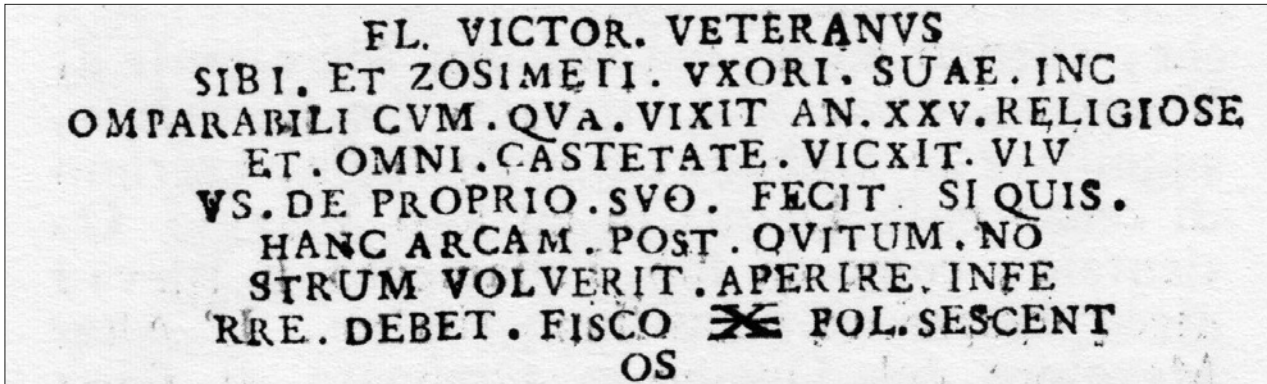 FL. VICTOR. VETERANVS
SIBI. ET ZOSIMETI. VXORI. SUAE. INC
OMPARABILI CVM. QVA. VIXIT AN. XXV. RELIGIOSE
ET. OMNI. CASTETATE. VICXIT. VIV
VS. DE PROPRIO. SVO. FECIT SI QUIS.
HANC ARCAM. POST. OVITUM. NO
STRUM VOLVERIT. APERIRE. INFE
RRE. DEBET. FISCO FOL. SESCENT
OS